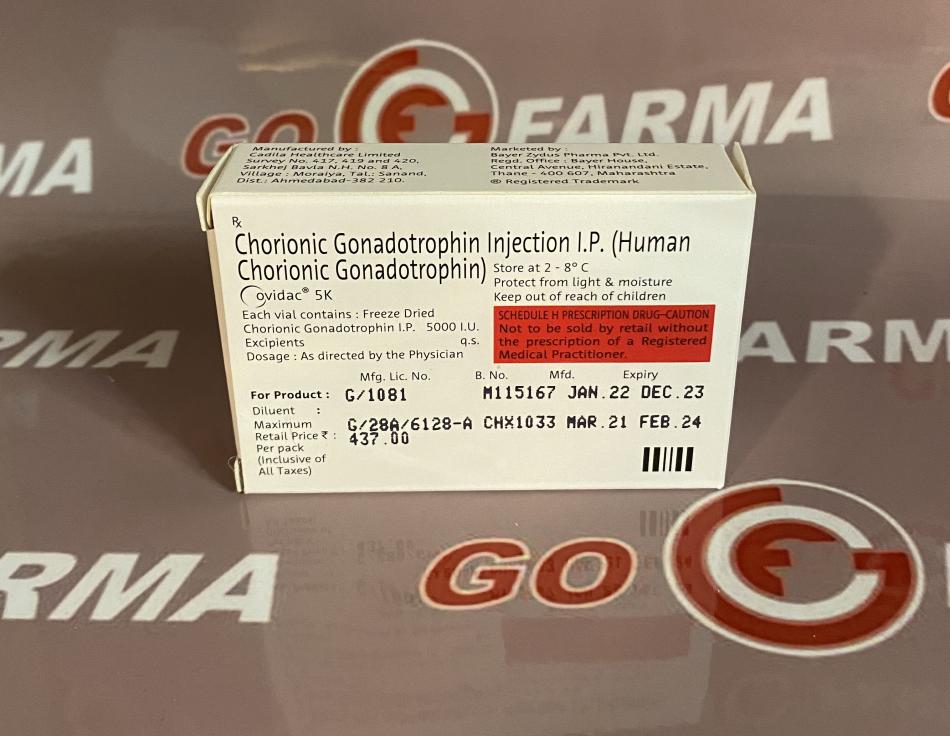 GO FARMA
MA
Manufactured by :
Cadila Healthcare Limited
Survey No. 417, 419 and 420,
Sarkhej Bavla N.H. No. 8 A,
Village : Moraiya, Tal.: Sanand,
Dist.: Ahmedabad-382 210.
Marketed by :
Bayer Zydus Pharma Pvt. Ltd.
Regd. Office : Bayer House,
Central Avenue, Hiranandani Estate,
Thane - 400 607, Maharashtra
® Registered Trademark
Rx
Chorionic Gonadotrophin Injection I.P. (Human
Chorionic Gonadotrophin)
Store at 2 - 8° C
Protect from light & moisture
Keep out of reach of children
Ovidac® 5K
Each vial contains : Freeze Dried
Chorionic Gonadotrophin I.P. 5000 I.U.
Excipients q.s.
Dosage : As directed by the Physician
SCHEDULE H PRESCRIPTION DRUG–CAUTION
Not to be sold by retail without
the prescription of a Registered
Medical Practitioner.
Mfg. Lic. No. B. No. Mfd. Expiry
For Product : G/1081 M115167 JAN.22 DEC.23
Diluent :
G/28A/6128-A CHX1033 MAR.21 FEB.24
Maximum
Retail Price ₹ : 437.00
Per pack
(Inclusive of
All Taxes)
RMA
ARM
RMA
GO